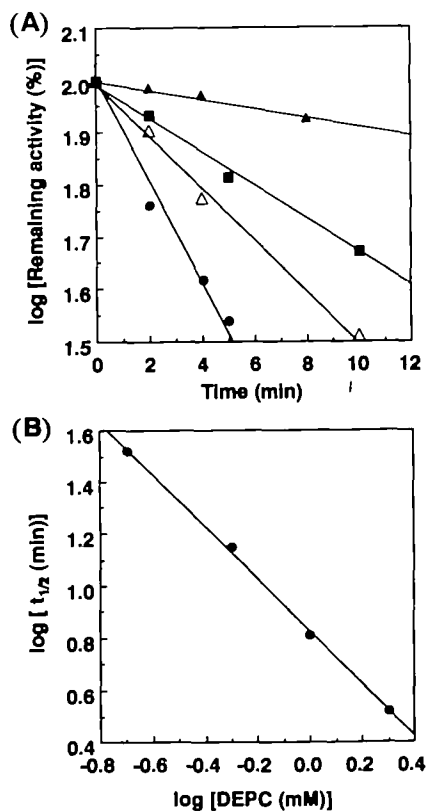 (A)
log [Remaining activity (%)]
2.1
2.0
1.9
1.8
1.7
1.6
1.5
0 2 4 6 8 10 12
Time (min)
(B)
log [ t1/2 (min)]
1.6
1.4
1.2
1.0
0.8
0.6
0.4
-0.8 -0.6 -0.4 -0.2 0.0 0.2 0.4
log [DEPC (mM)]